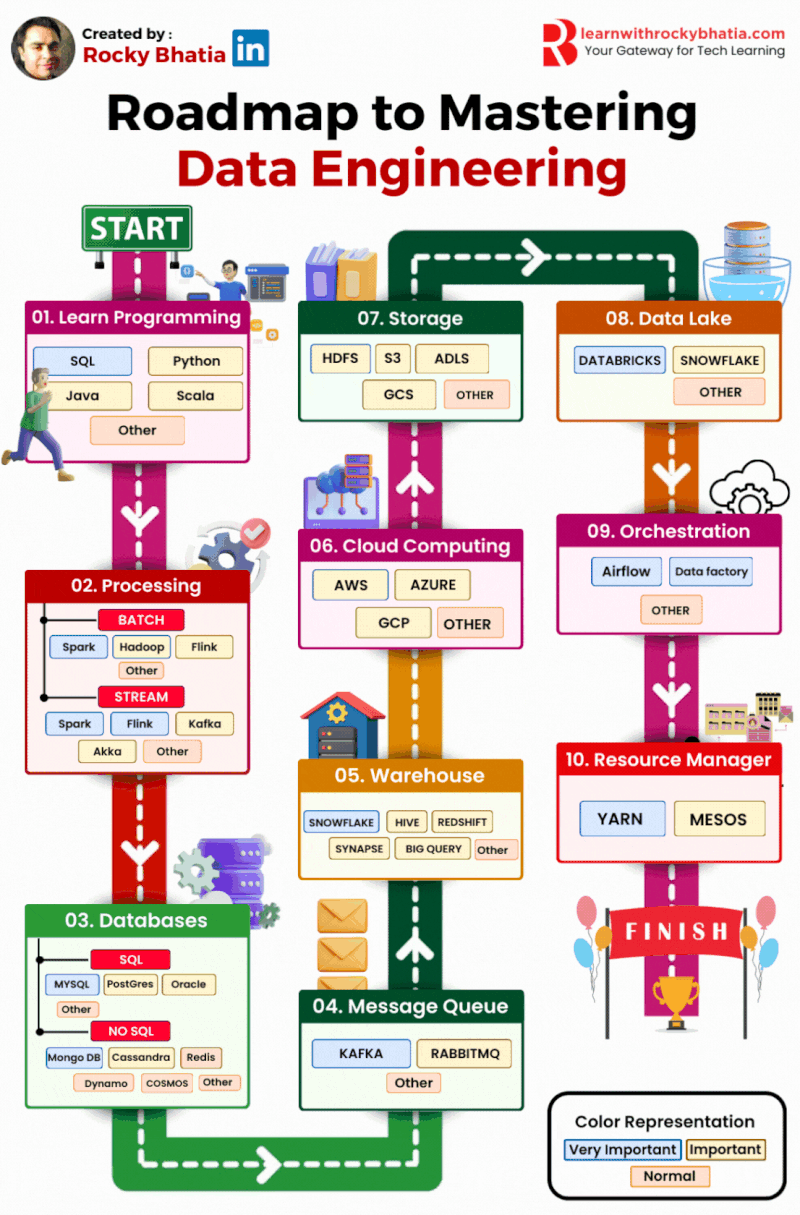 Created by :
Rocky Bhatia in
learnwithrockybhatia.com
Your Gateway for Tech Learning
Roadmap to Mastering
Data Engineering
START
01. Learn Programming
SQL Python
Java Scala
Other
02. Processing
BATCH
Spark Hadoop Flink
Other
STREAM
Spark Flink Kafka
Akka Other
03. Databases
SQL
MYSQL PostGres Oracle
Other
NO SQL
Mongo DB Cassandra Redis
Dynamo COSMOS Other
04. Message Queue
KAFKA RABBITMQ
Other
05. Warehouse
SNOWFLAKE HIVE REDSHIFT
SYNAPSE BIG QUERY Other
06. Cloud Computing
AWS AZURE
GCP OTHER
07. Storage
HDFS S3 ADLS
GCS OTHER
08. Data Lake
DATABRICKS SNOWFLAKE
OTHER
09. Orchestration
Airflow Data factory
OTHER
10. Resource Manager
YARN MESOS
FINISH
Color Representation
Very Important Important
Normal